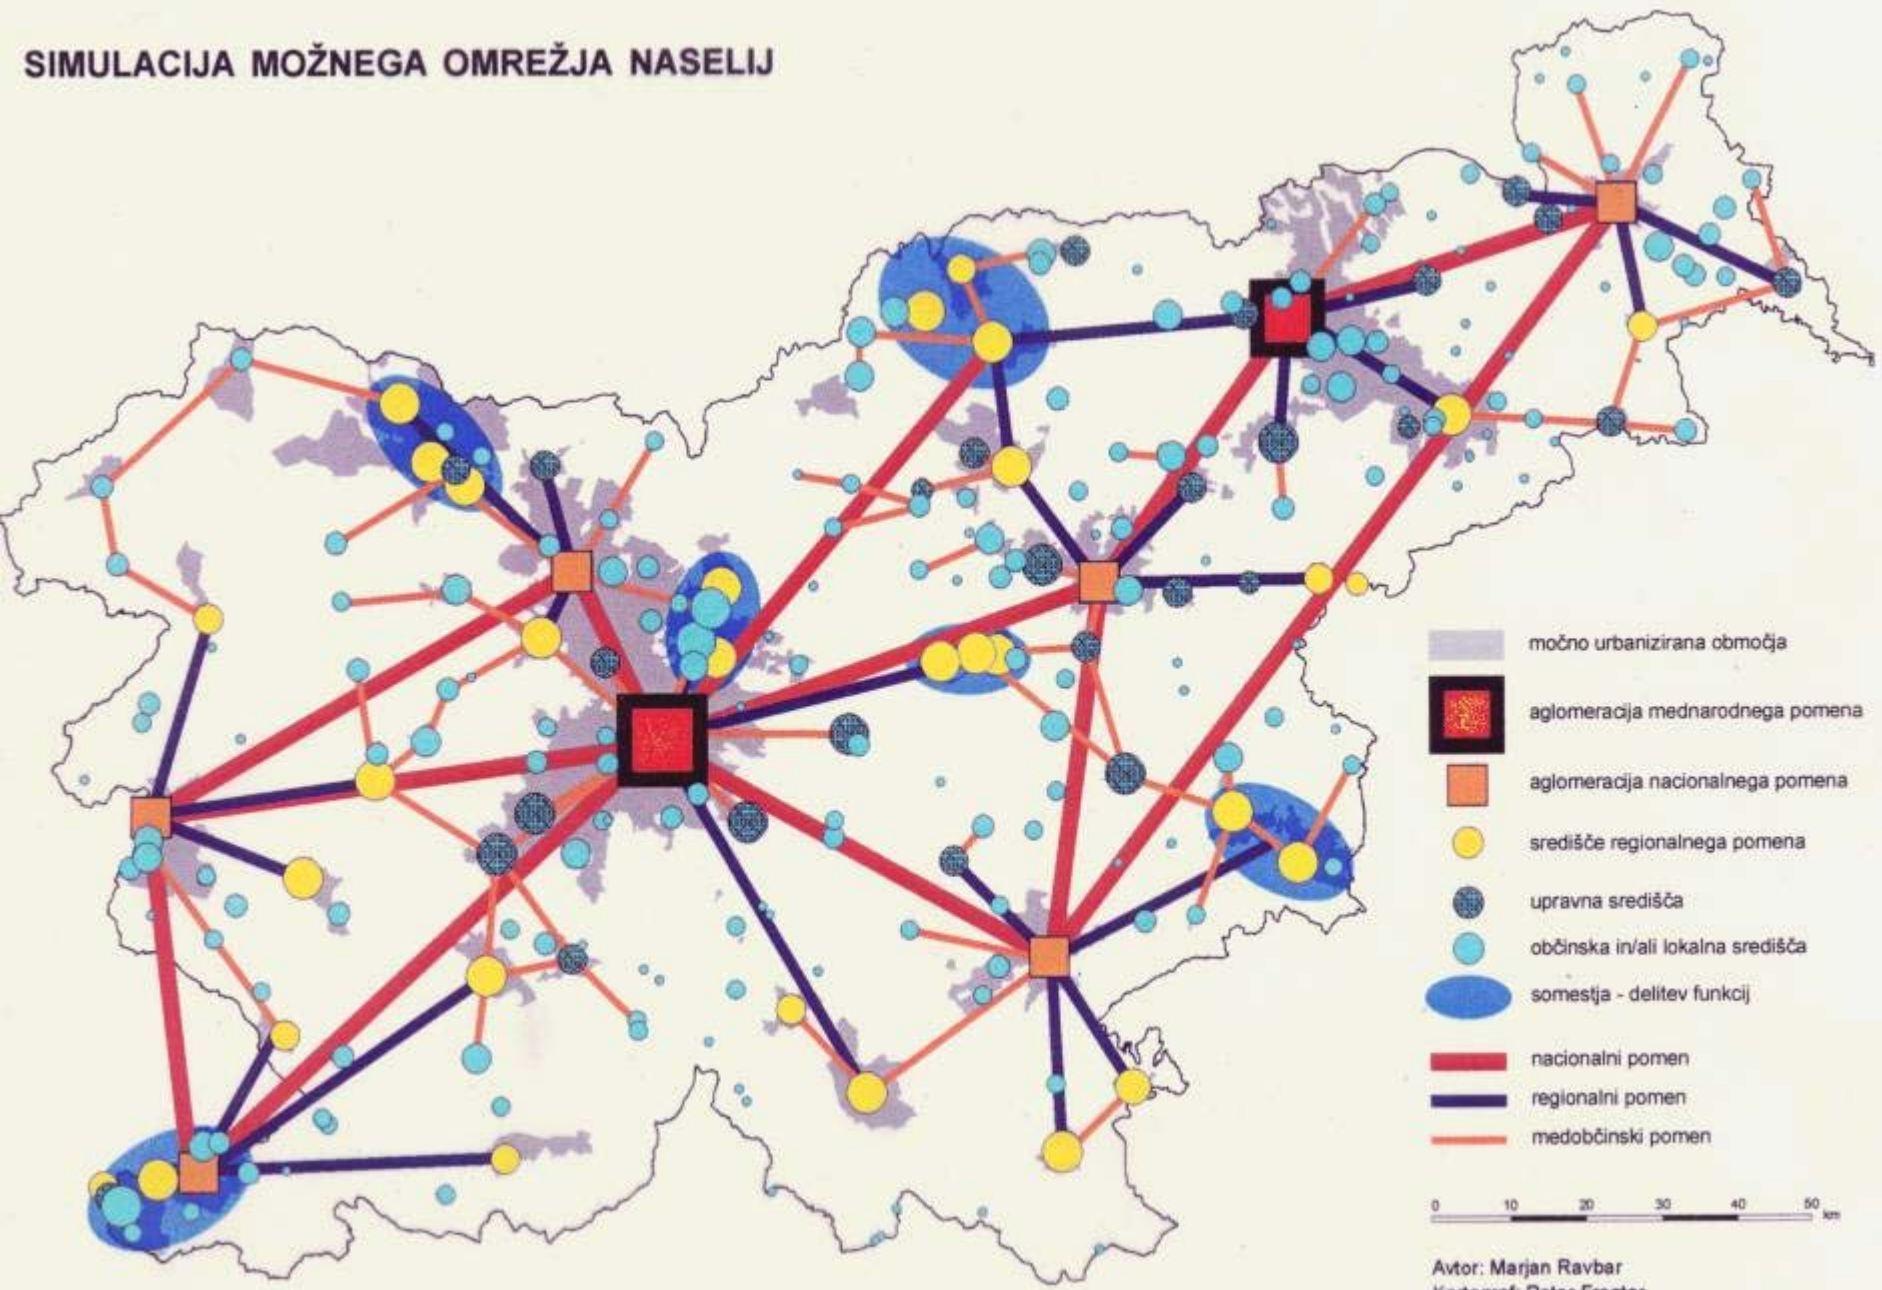 SIMULACIJA MOŽNEGA OMREŽJA NASELIJ
močno urbanizirana območja
aglomeracija mednarodnega pomena
aglomeracija nacionalnega pomena
središče regionalnega pomena
upravna središča
občinska in/ali lokalna središča
somestja - delitev funkcij
nacionalni pomen
regionalni pomen
medobčinski pomen
0 10 20 30 40 50 km
Avtor: Marjan Ravbar